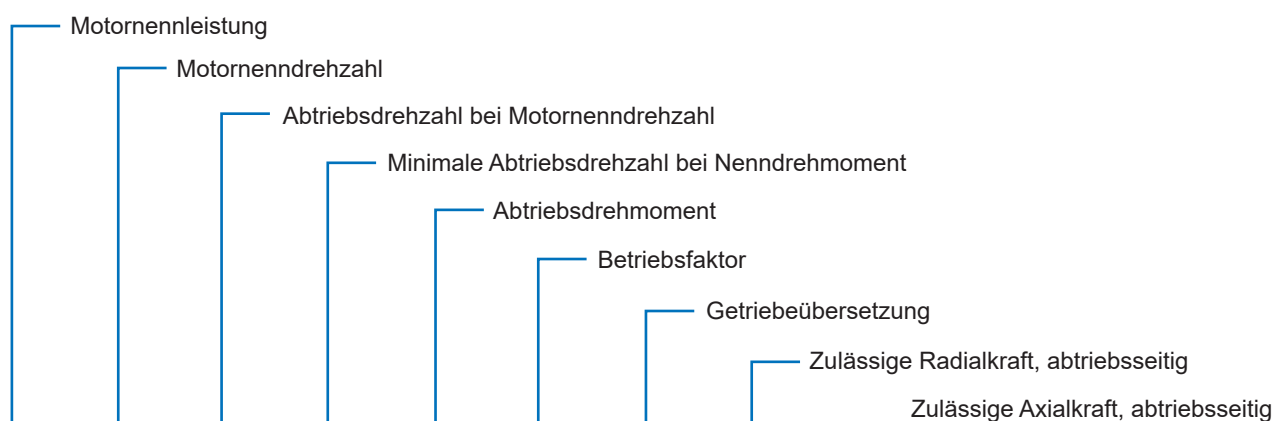 Motornennleistung
Motornenndrehzahl
Abtriebsdrehzahl bei Motornenndrehzahl
Minimale Abtriebsdrehzahl bei Nenndrehmoment
Abtriebsdrehmoment
Betriebsfaktor
Getriebeübersetzung
Zulässige Radialkraft, abtriebsseitig
Zulässige Axialkraft, abtriebsseitig